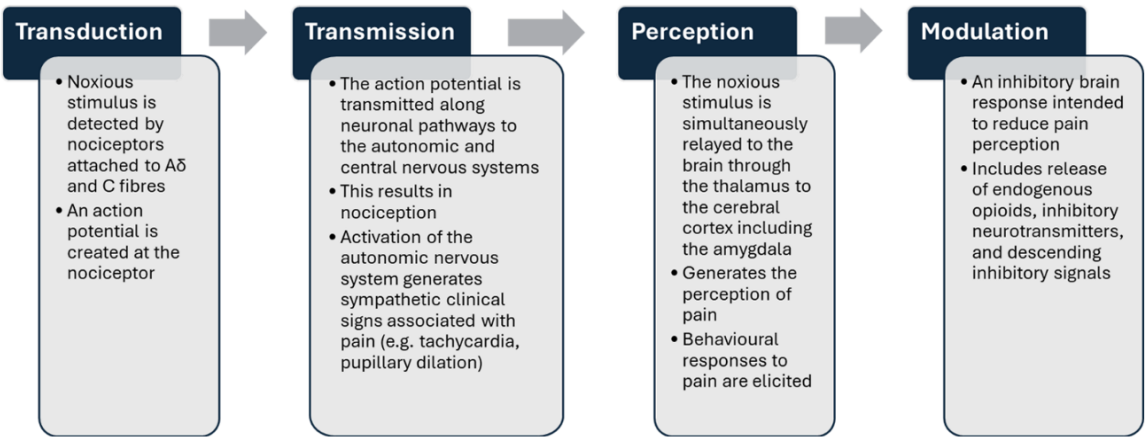 Transduction
• Noxious
stimulus is
detected by
nociceptors
attached to Aδ
and C fibres
• An action
potential is
created at the
nociceptor
Transmission
• The action potential is
transmitted along
neuronal pathways to
the autonomic and
central nervous systems
• This results in
nociception
• Activation of the
autonomic nervous
system generates
sympathetic clinical
signs associated with
pain (e.g. tachycardia,
pupillary dilation)
Perception
• The noxious
stimulus is
simultaneously
relayed to the
brain through
the thalamus to
the cerebral
cortex including
the amygdala
• Generates the
perception of
pain
• Behavioural
responses to
pain are elicited
Modulation
• An inhibitory brain
response intended
to reduce pain
perception
• Includes release
of endogenous
opioids, inhibitory
neurotransmitters,
and descending
inhibitory signals